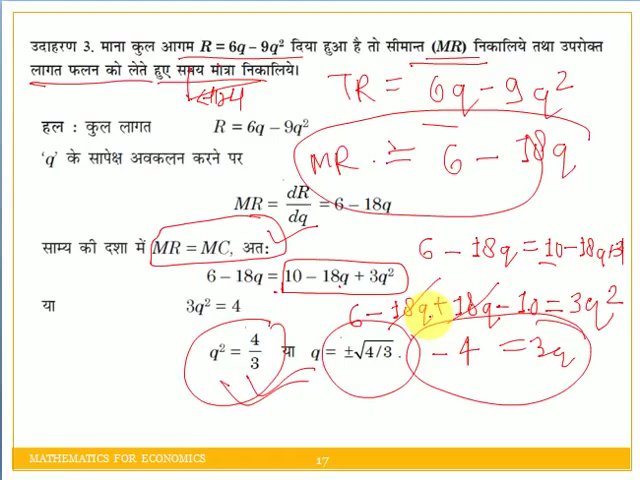 उदाहरण 3. माना कुल आगम R = 6q – 9q² दिया हुआ है तो सीमान्त (MR) निकालिये तथा उपरोक्त
लागत फलन को लेते हुए समय मात्रा निकालिये।
साम्य
TR = 6q - 9q²
हल : कुल लागत R = 6q – 9q²
'q' के सापेक्ष अवकलन करने पर
MR = 6 - 18q
MR = dR/dq = 6 – 18q
साम्य की दशा में MR = MC, अतः
6 - 18q = 10 - 18q + 3q
6 – 18q = 10 – 18q + 3q²
या 3q² = 4
6 - 18q + 18q - 10 = 3q²
q² = 4/3 या q = ±√4/3 .
- 4 = 3q
MATHEMATICS FOR ECONOMICS 17